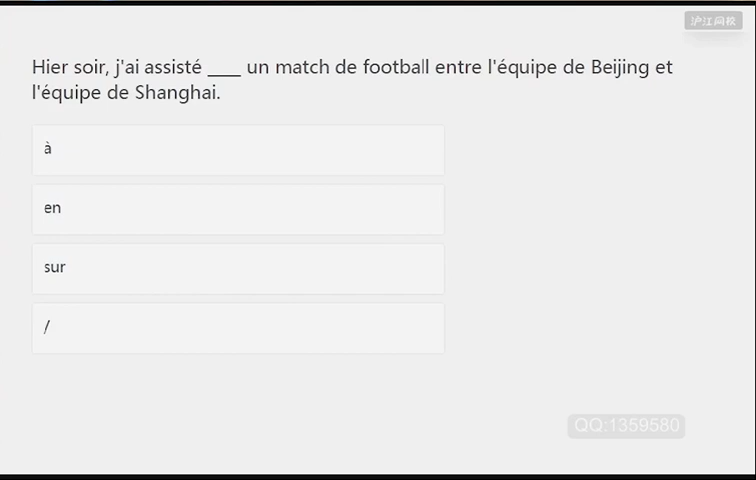 沪江网校
Hier soir, j'ai assisté ___ un match de football entre l'équipe de Beijing et
l'équipe de Shanghai.
à
en
sur
/
QQ:1359580